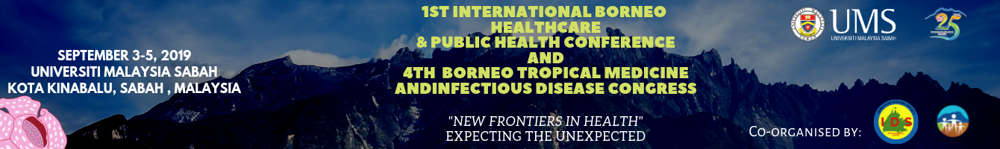 SEPTEMBER 3-5, 2019
UNIVERSITI MALAYSIA SABAH
KOTA KINABALU, SABAH , MALAYSIA
1ST INTERNATIONAL BORNEO
HEALTHCARE
& PUBLIC HEALTH CONFERENCE
AND
4TH BORNEO TROPICAL MEDICINE
ANDINFECTIOUS DISEASE CONGRESS
"NEW FRONTIERS IN HEALTH"
EXPECTING THE UNEXPECTED
UMS
UNIVERSITI MALAYSIA SABAH
25
CO-ORGANISED BY:
IDS